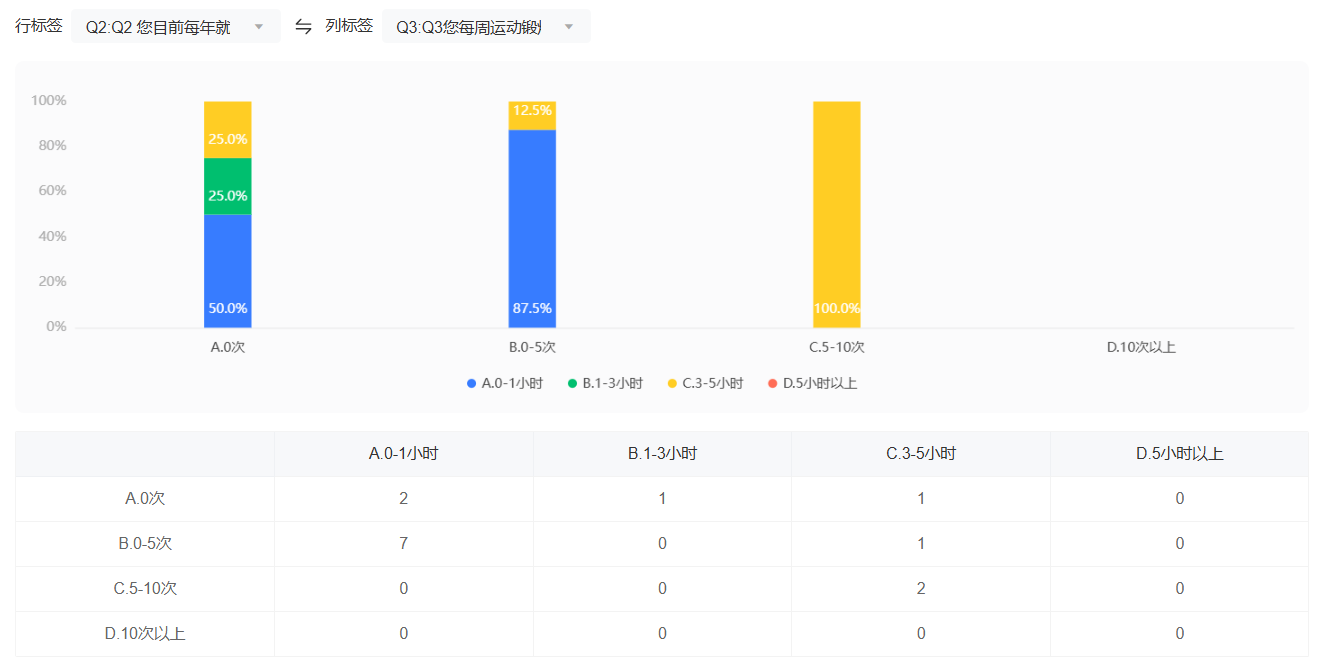 行标签 Q2:Q2 您目前每年就 列标签 Q3:Q3您每周运动锻
100%
80%
60%
40%
20%
0%
25.0%
25.0%
50.0%
12.5%
87.5%
100.0%
A.0次 B.0-5次 C.5-10次 D.10次以上
A.0-1小时 B.1-3小时 C.3-5小时 D.5小时以上
A.0-1小时 B.1-3小时 C.3-5小时 D.5小时以上
A.0次 2 1 1 0
B.0-5次 7 0 1 0
C.5-10次 0 0 2 0
D.10次以上 0 0 0 0